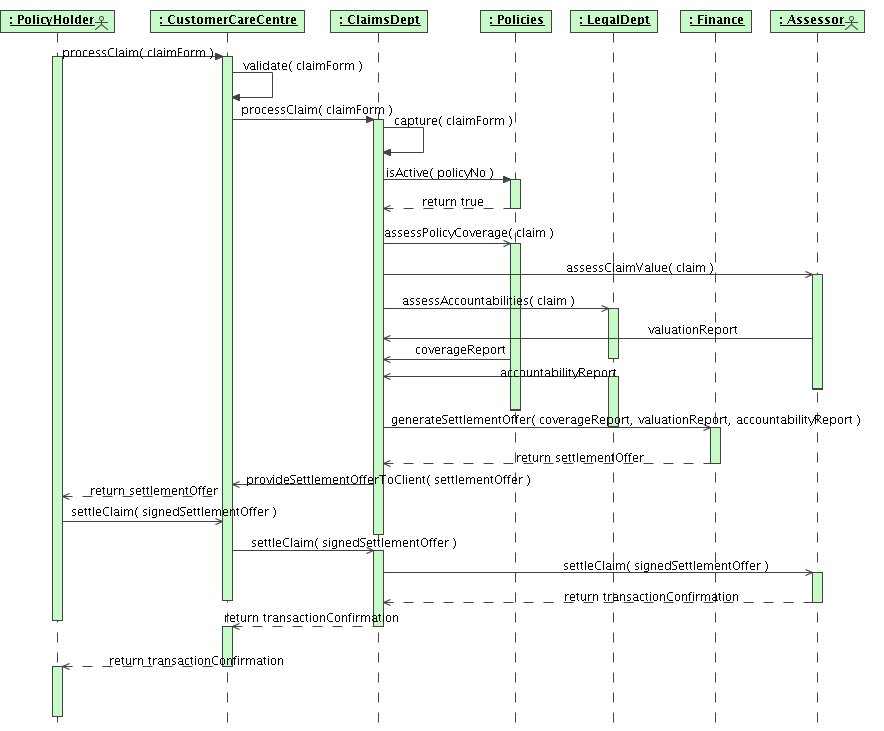 : PolicyHolder
: CustomerCareCentre
: ClaimsDept
: Policies
: LegalDept
: Finance
: Assessor
processClaim( claimForm )
validate( claimForm )
processClaim( claimForm )
capture( claimForm )
isActive( policyNo )
return true
assessPolicyCoverage( claim )
assessClaimValue( claim )
assessAccountabilities( claim )
valuationReport
coverageReport
accountabilityReport
generateSettlementOffer( coverageReport, valuationReport, accountabilityReport )
return settlementOffer
provideSettlementOfferToClient( settlementOffer )
return settlementOffer
settleClaim( signedSettlementOffer )
settleClaim( signedSettlementOffer )
settleClaim( signedSettlementOffer )
return transactionConfirmation
return transactionConfirmation
return transactionConfirmation